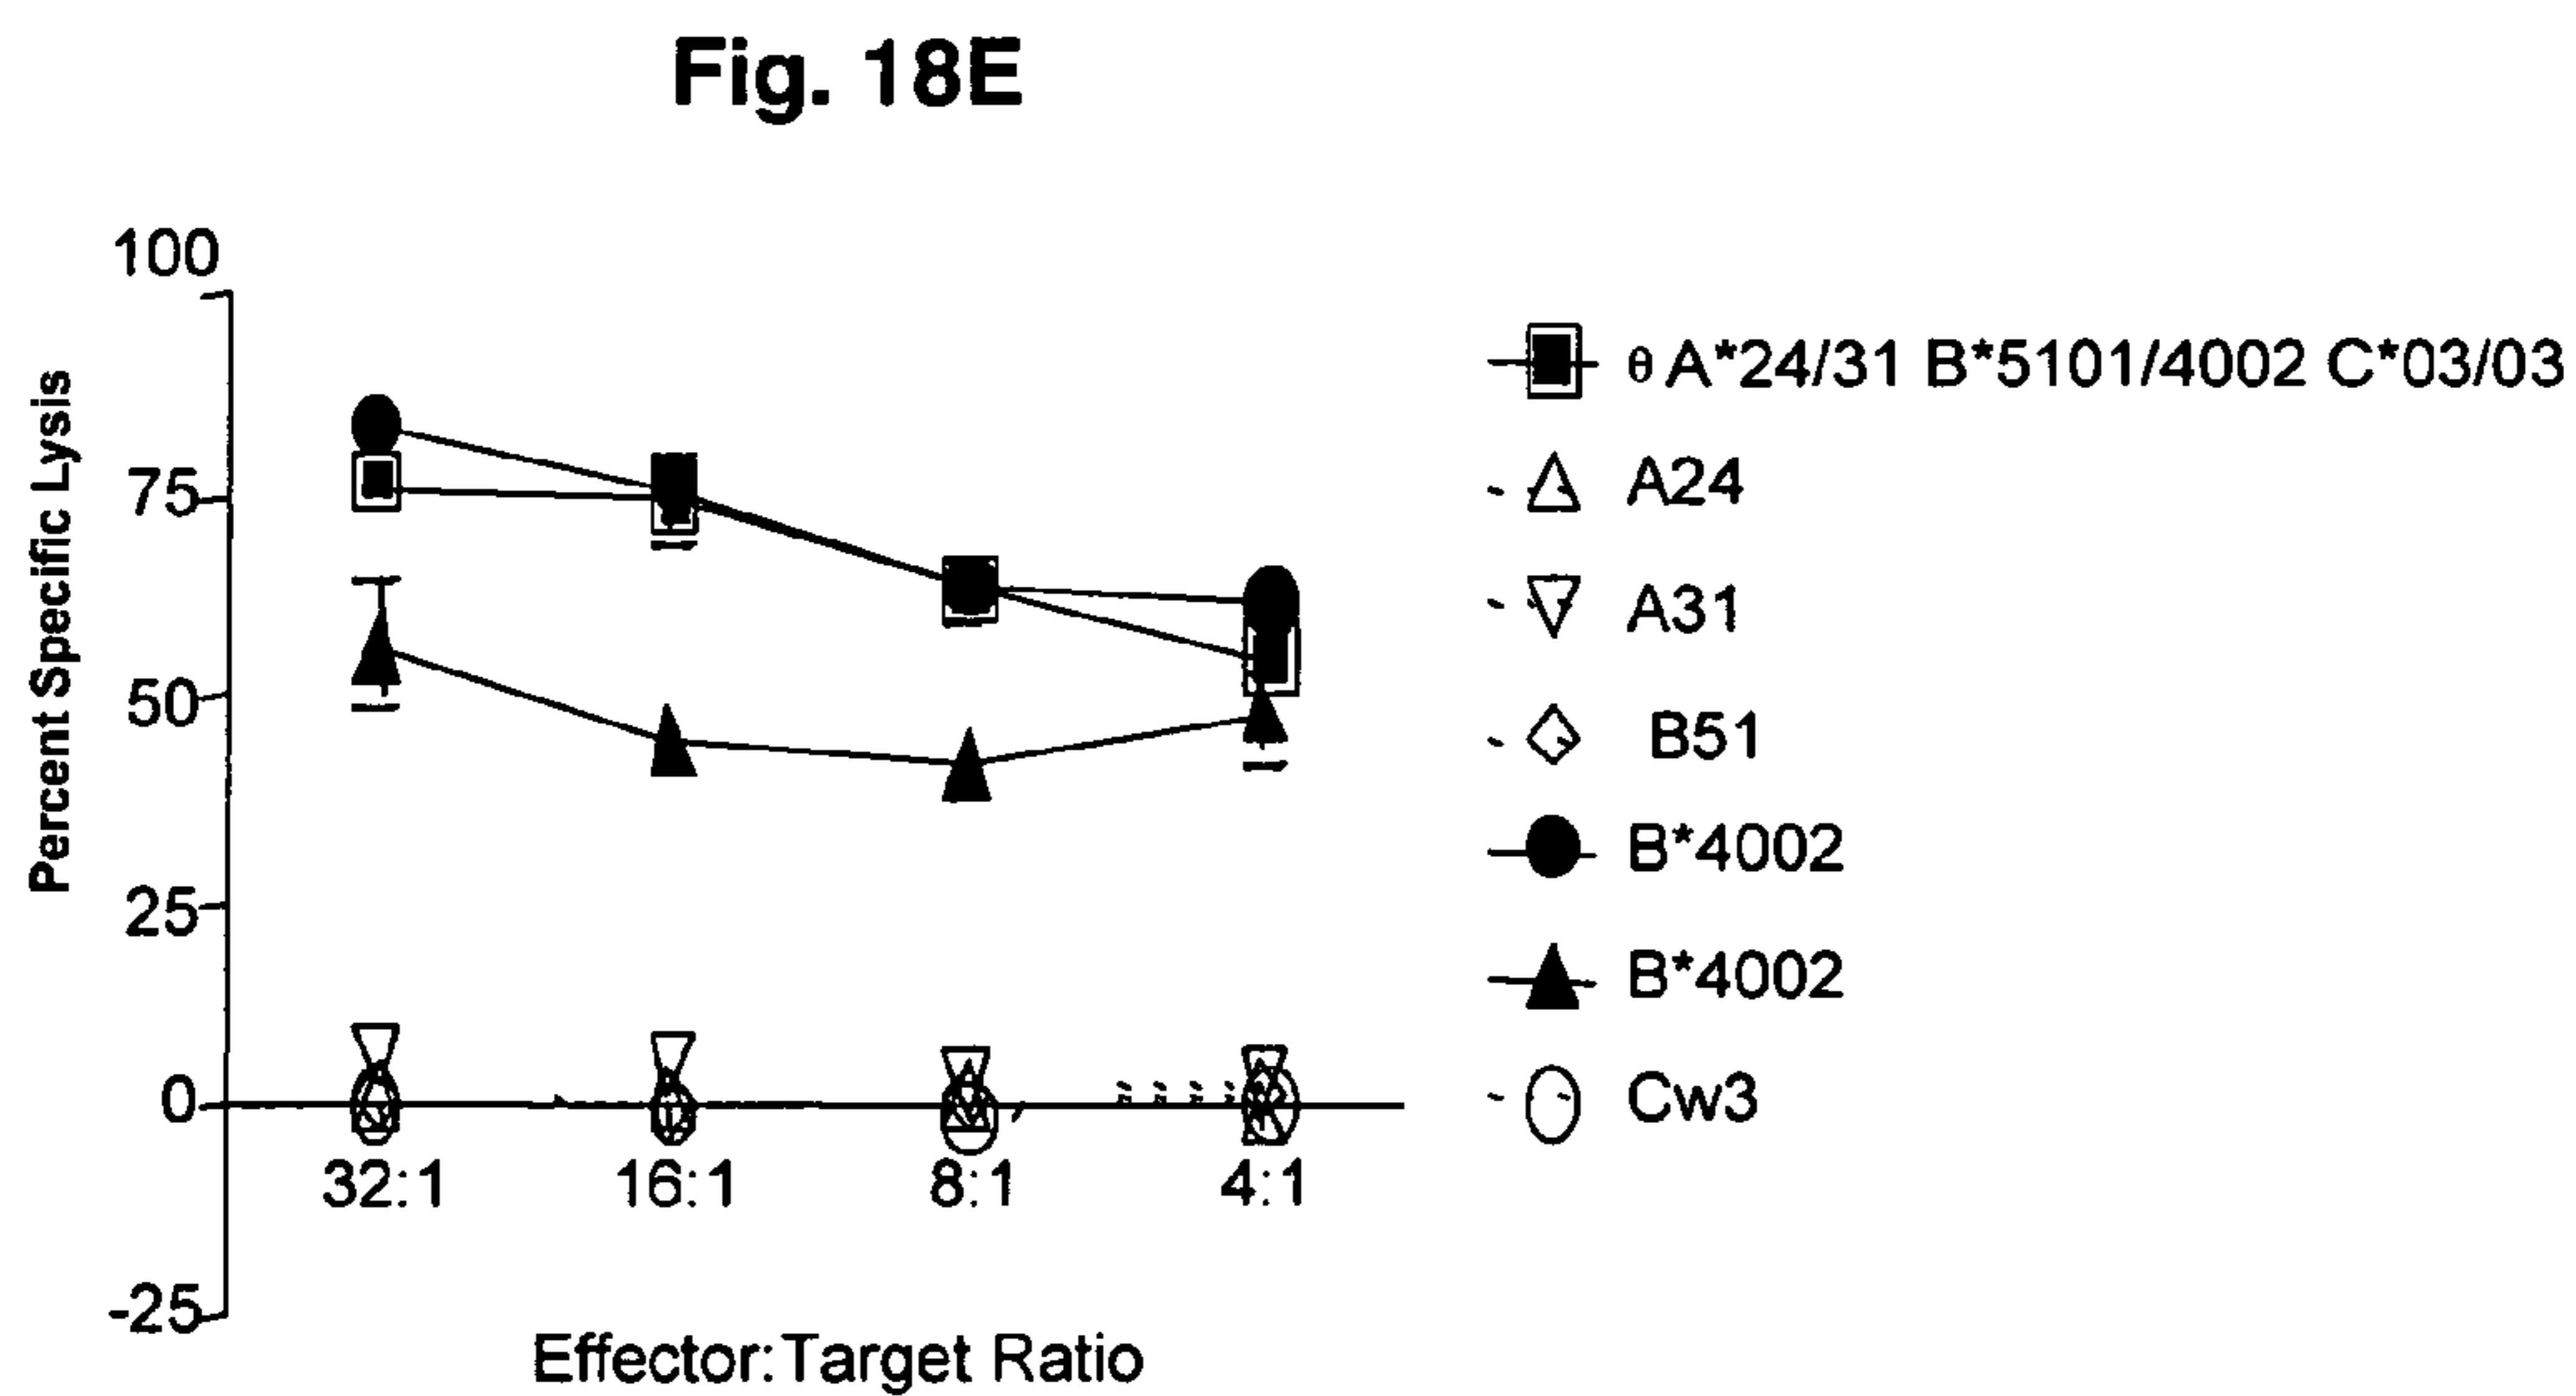 Fig. 18E
Percent Specific Lysis
100
75
50
25
0
-25
32:1 16:1 8:1 4:1
Effector:Target Ratio
θ A*24/31 B*5101/4002 C*03/03
A24
A31
B51
B*4002
B*4002
Cw3